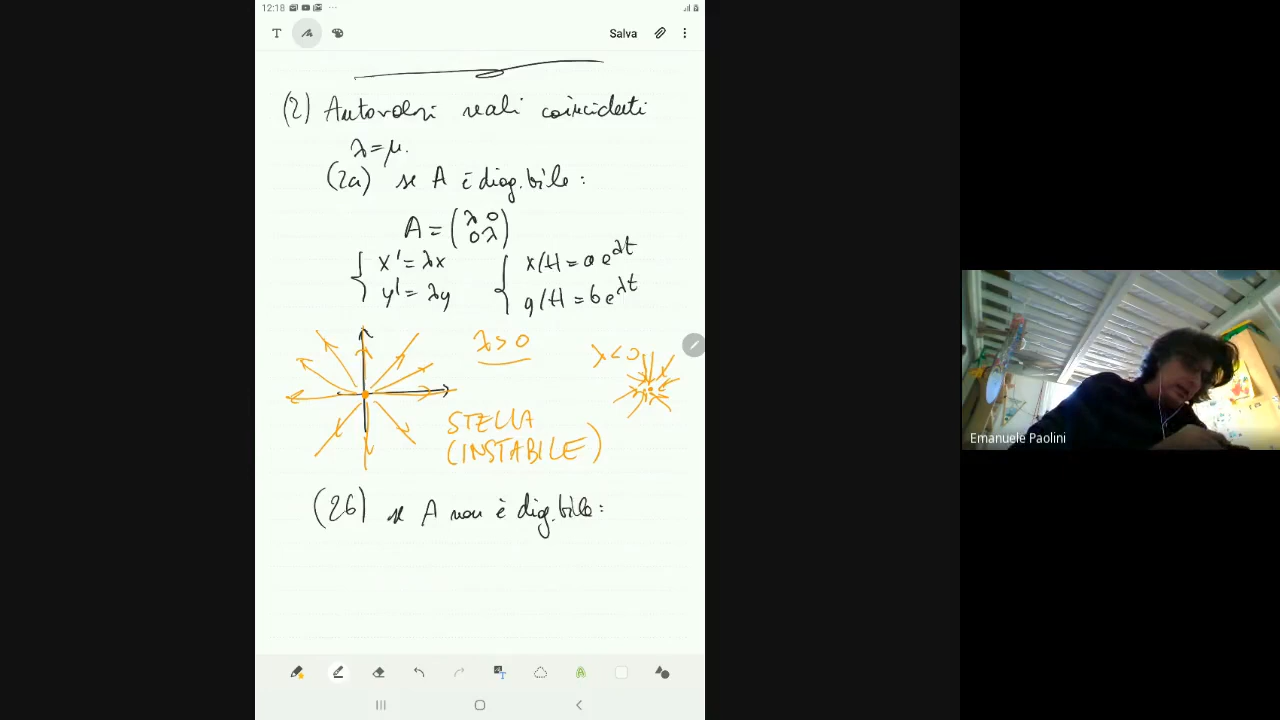 12:18
T
Salva
(2) Autovalori reali coincidenti
λ=μ.
(2a) se A è diag.bile:
A = (λ 0
0 λ)
{ x' = λx { x(t) = a e^λt
y' = λy y(t) = b e^λt
λ > 0 λ < 0
STELLA
(INSTABILE)
(2b) se A non è diag.bile:
Emanuele Paolini